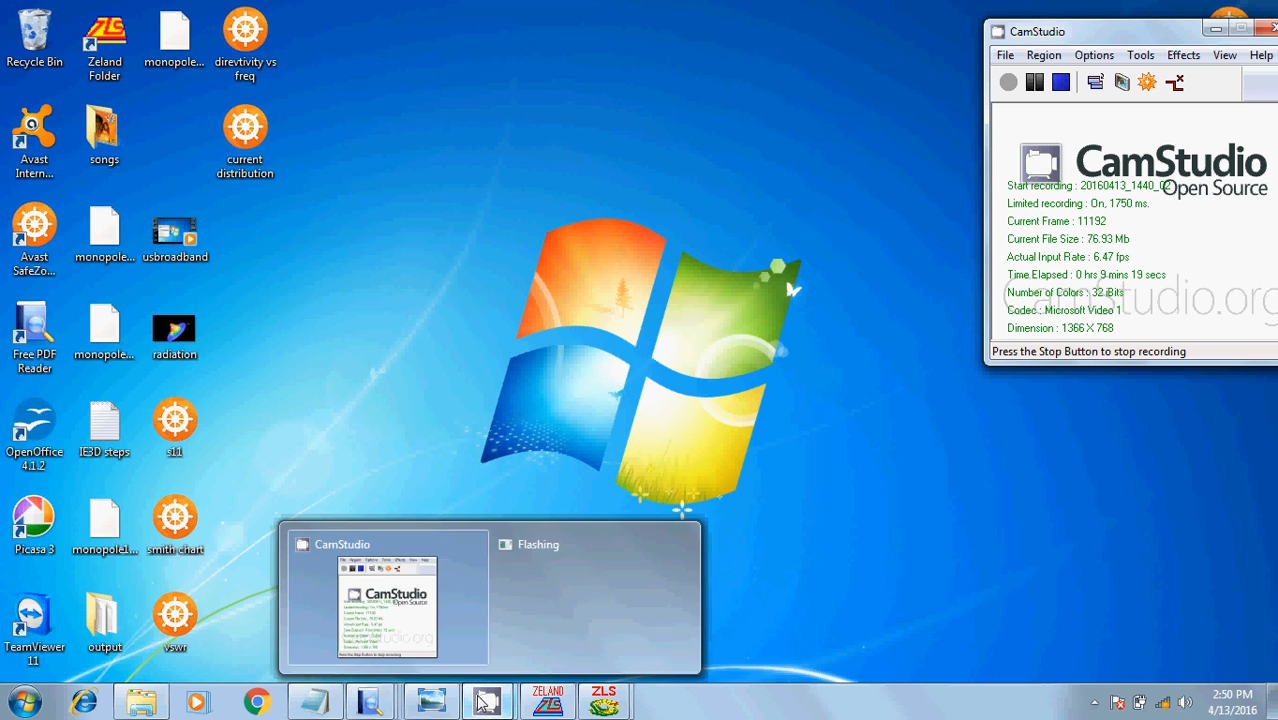 Recycle Bin
Zeland
Folder
monopole...
direvtivity vs
freq
Avast
Intern...
songs
current
distribution
Avast
SafeZo...
monopole...
usbroadband
Free PDF
Reader
monopole...
radiation
OpenOffice
4.1.2
IE3D steps
s11
Picasa 3
monopole1...
smith chart
TeamViewer
11
output
vswr
CamStudio
File Region Options Tools Effects View Help
CamStudio
Open Source
Start recording : 20160413_1440_02
Limited recording : On, 1750 ms.
Current Frame : 11192
Current File Size : 76.93 Mb
Actual Input Rate : 6.47 fps
Time Elapsed : 0 hrs 9 mins 19 secs
Number of Colors : 32 Bits
Codec : Microsoft Video 1
Dimension : 1366 X 768
CamStudio.org
Press the Stop Button to stop recording
CamStudio
Flashing
CamStudio
Open Source
ZELAND
ZLS
2:50 PM
4/13/2016